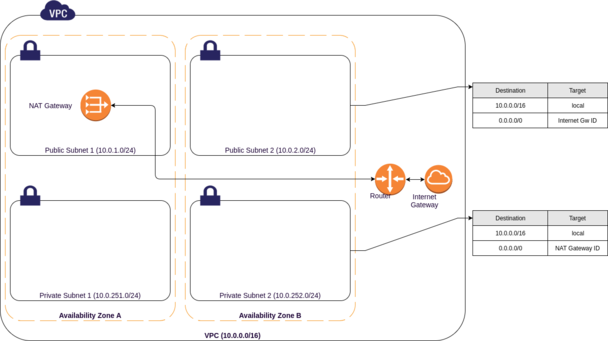 VPC
NAT Gateway
Public Subnet 1 (10.0.1.0/24)
Public Subnet 2 (10.0.2.0/24)
Destination Target
10.0.0.0/16 local
0.0.0.0/0 Internet Gw ID
Router
Internet
Gateway
Destination Target
10.0.0.0/16 local
0.0.0.0/0 NAT Gateway ID
Private Subnet 1 (10.0.251.0/24)
Private Subnet 2 (10.0.252.0/24)
Availability Zone A
Availability Zone B
VPC (10.0.0.0/16)